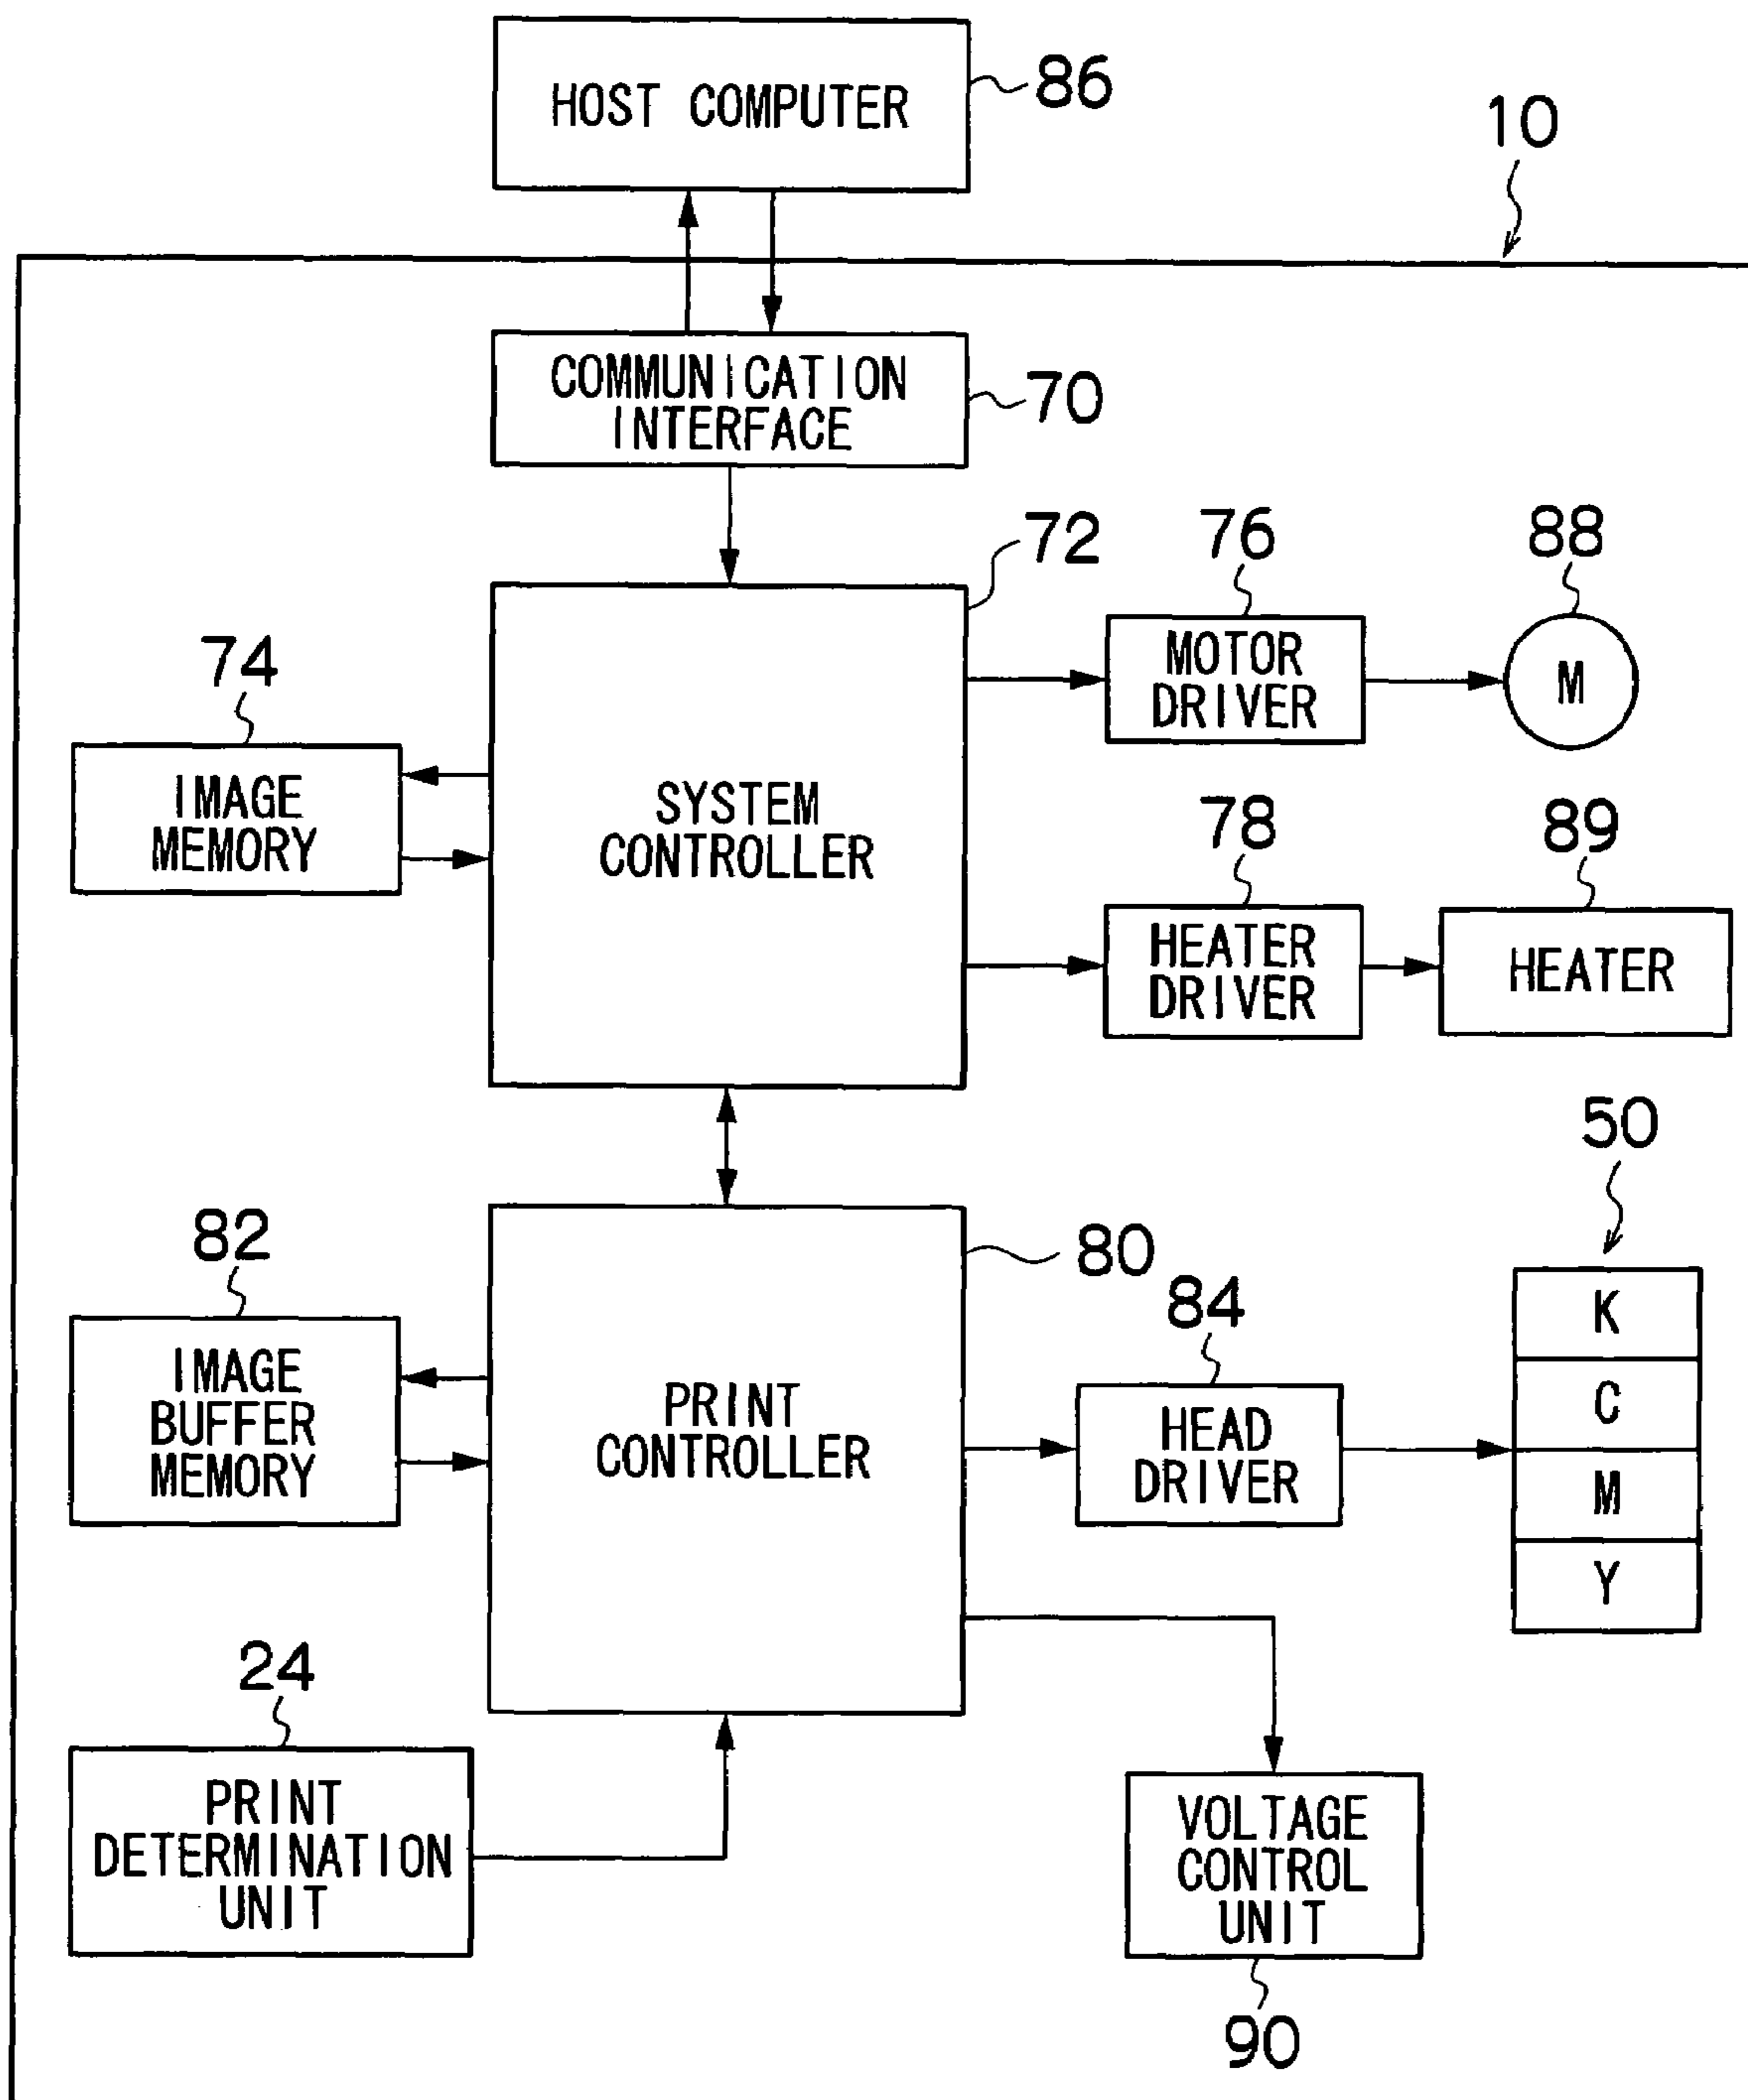 HOST COMPUTER
86
10
COMMUNICATION
INTERFACE
70
72
76
88
MOTOR
DRIVER
M
74
IMAGE
MEMORY
SYSTEM
CONTROLLER
78
89
HEATER
DRIVER
HEATER
50
82
80
84
K
C
M
Y
IMAGE
BUFFER
MEMORY
PRINT
CONTROLLER
HEAD
DRIVER
24
PRINT
DETERMINATION
UNIT
VOLTAGE
CONTROL
UNIT
90